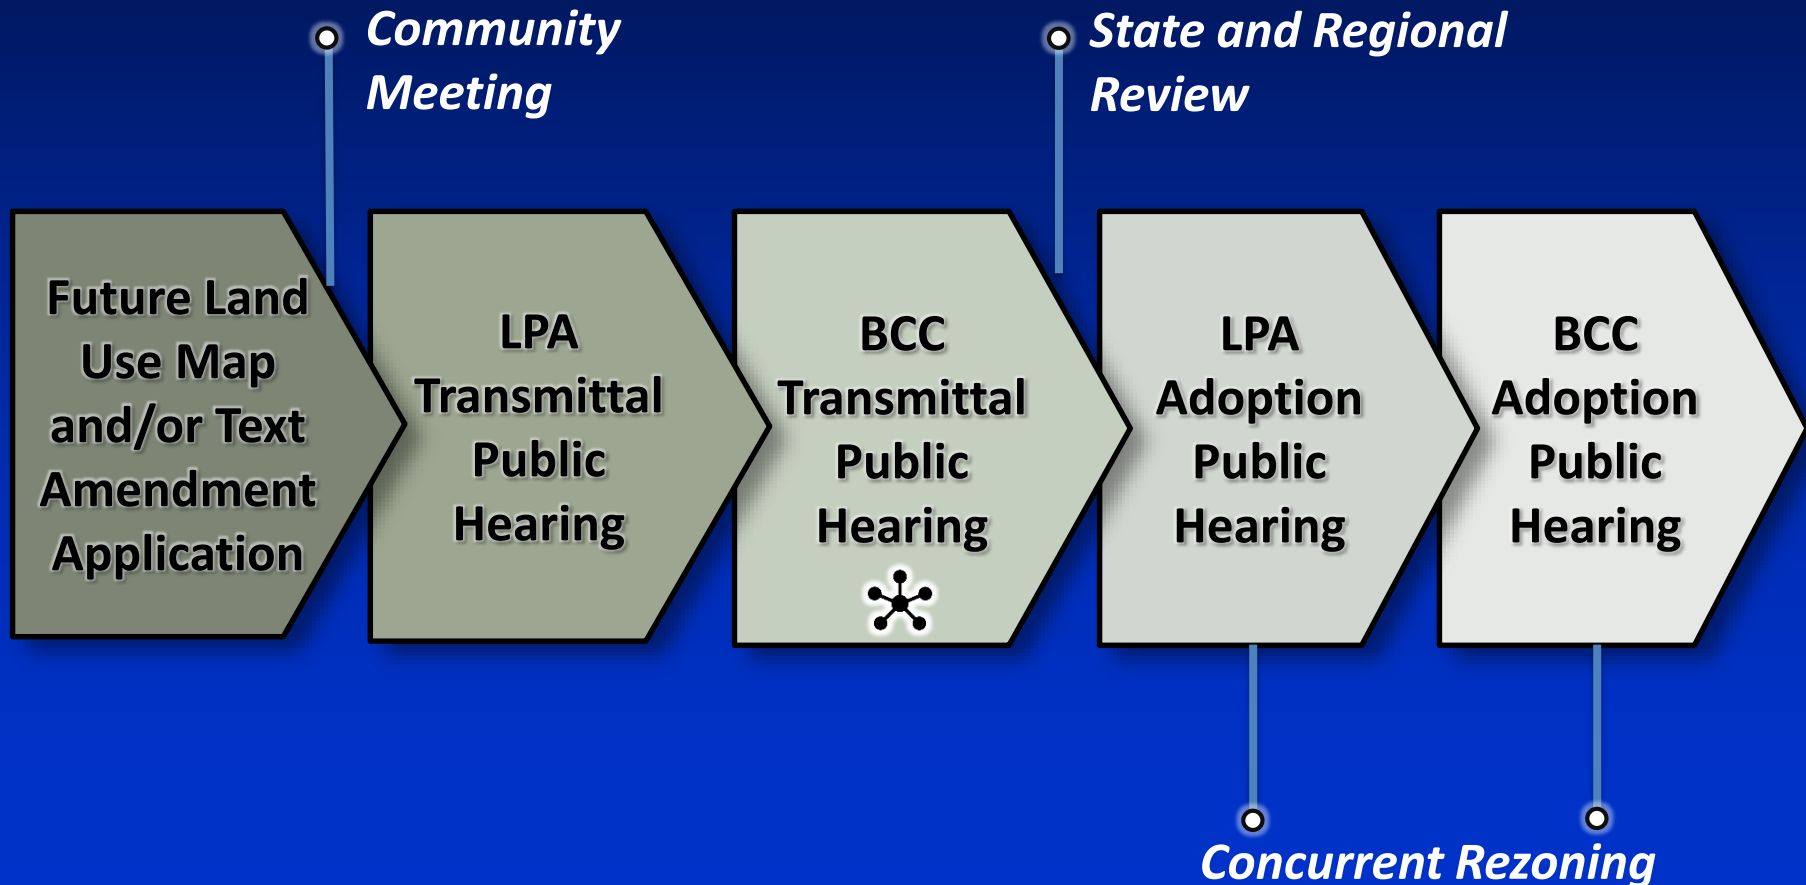 Community
Meeting
State and Regional
Review
Future Land
Use Map
and/or Text
Amendment
Application
LPA
Transmittal
Public
Hearing
BCC
Transmittal
Public
Hearing
LPA
Adoption
Public
Hearing
BCC
Adoption
Public
Hearing
Concurrent Rezoning